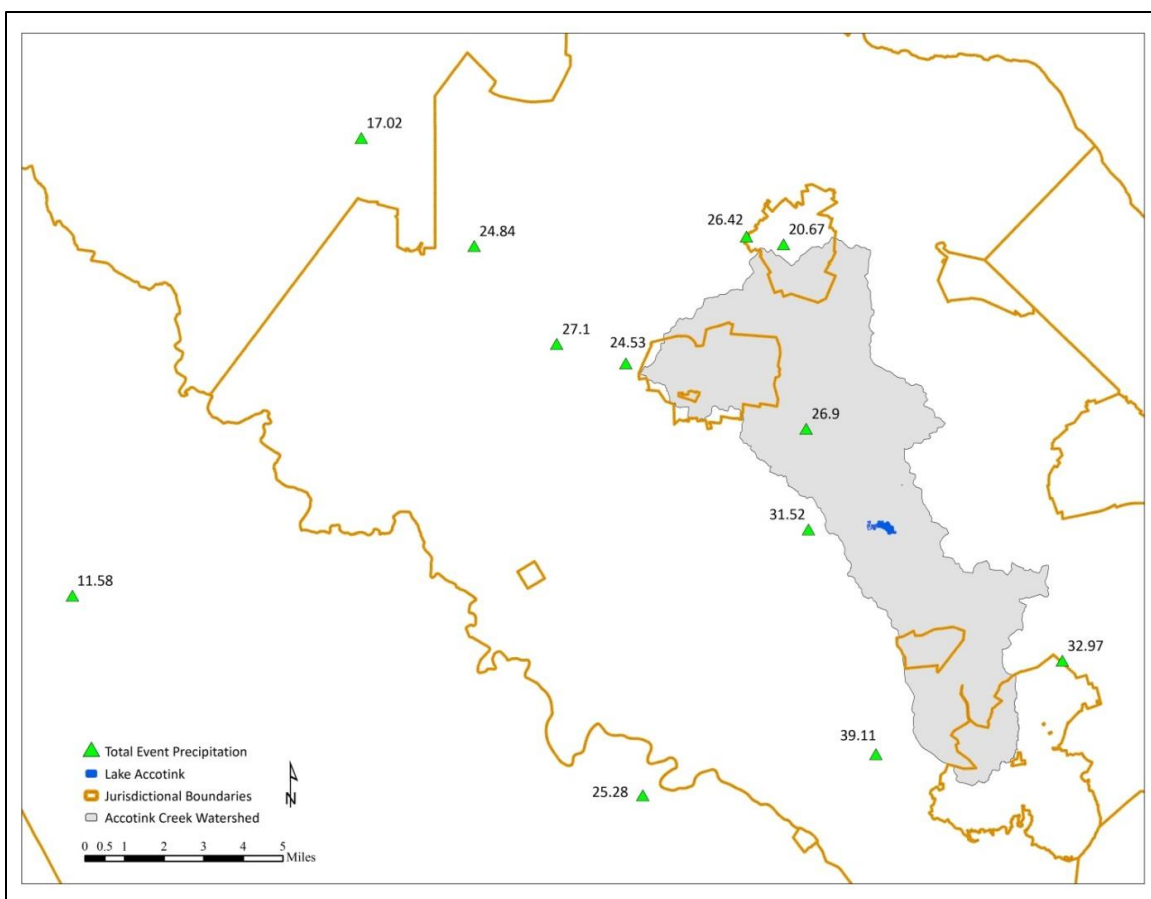 17.02
26.42
20.67
24.84
27.1
24.53
26.9
31.52
11.58
32.97
39.11
25.28
Total Event Precipitation
Lake Accotink
Jurisdictional Boundaries
Accotink Creek Watershed
N
0 0.5 1 2 3 4 5 Miles